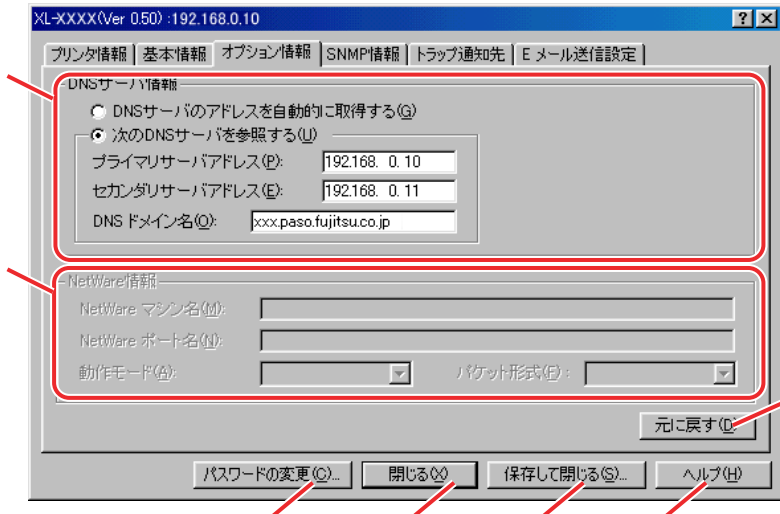 XL-XXXX(Ver 0.50) :192.168.0.10
プリンタ情報 基本情報 オプション情報 SNMP情報 トラップ通知先 E メール送信設定
DNSサーバ情報
DNSサーバのアドレスを自動的に取得する(G)
次のDNSサーバを参照する(U)
プライマリサーバアドレス(P): 192.168. 0. 10
セカンダリサーバアドレス(E): 192.168. 0. 11
DNS ドメイン名(O): xxx.paso.fujitsu.co.jp
NetWare情報
NetWare マシン名(M):
NetWare ポート名(N):
動作モード(A): パケット形式(F) :
元に戻す(D)
パスワードの変更(C)... 閉じる(X) 保存して閉じる(S)... ヘルプ(H)